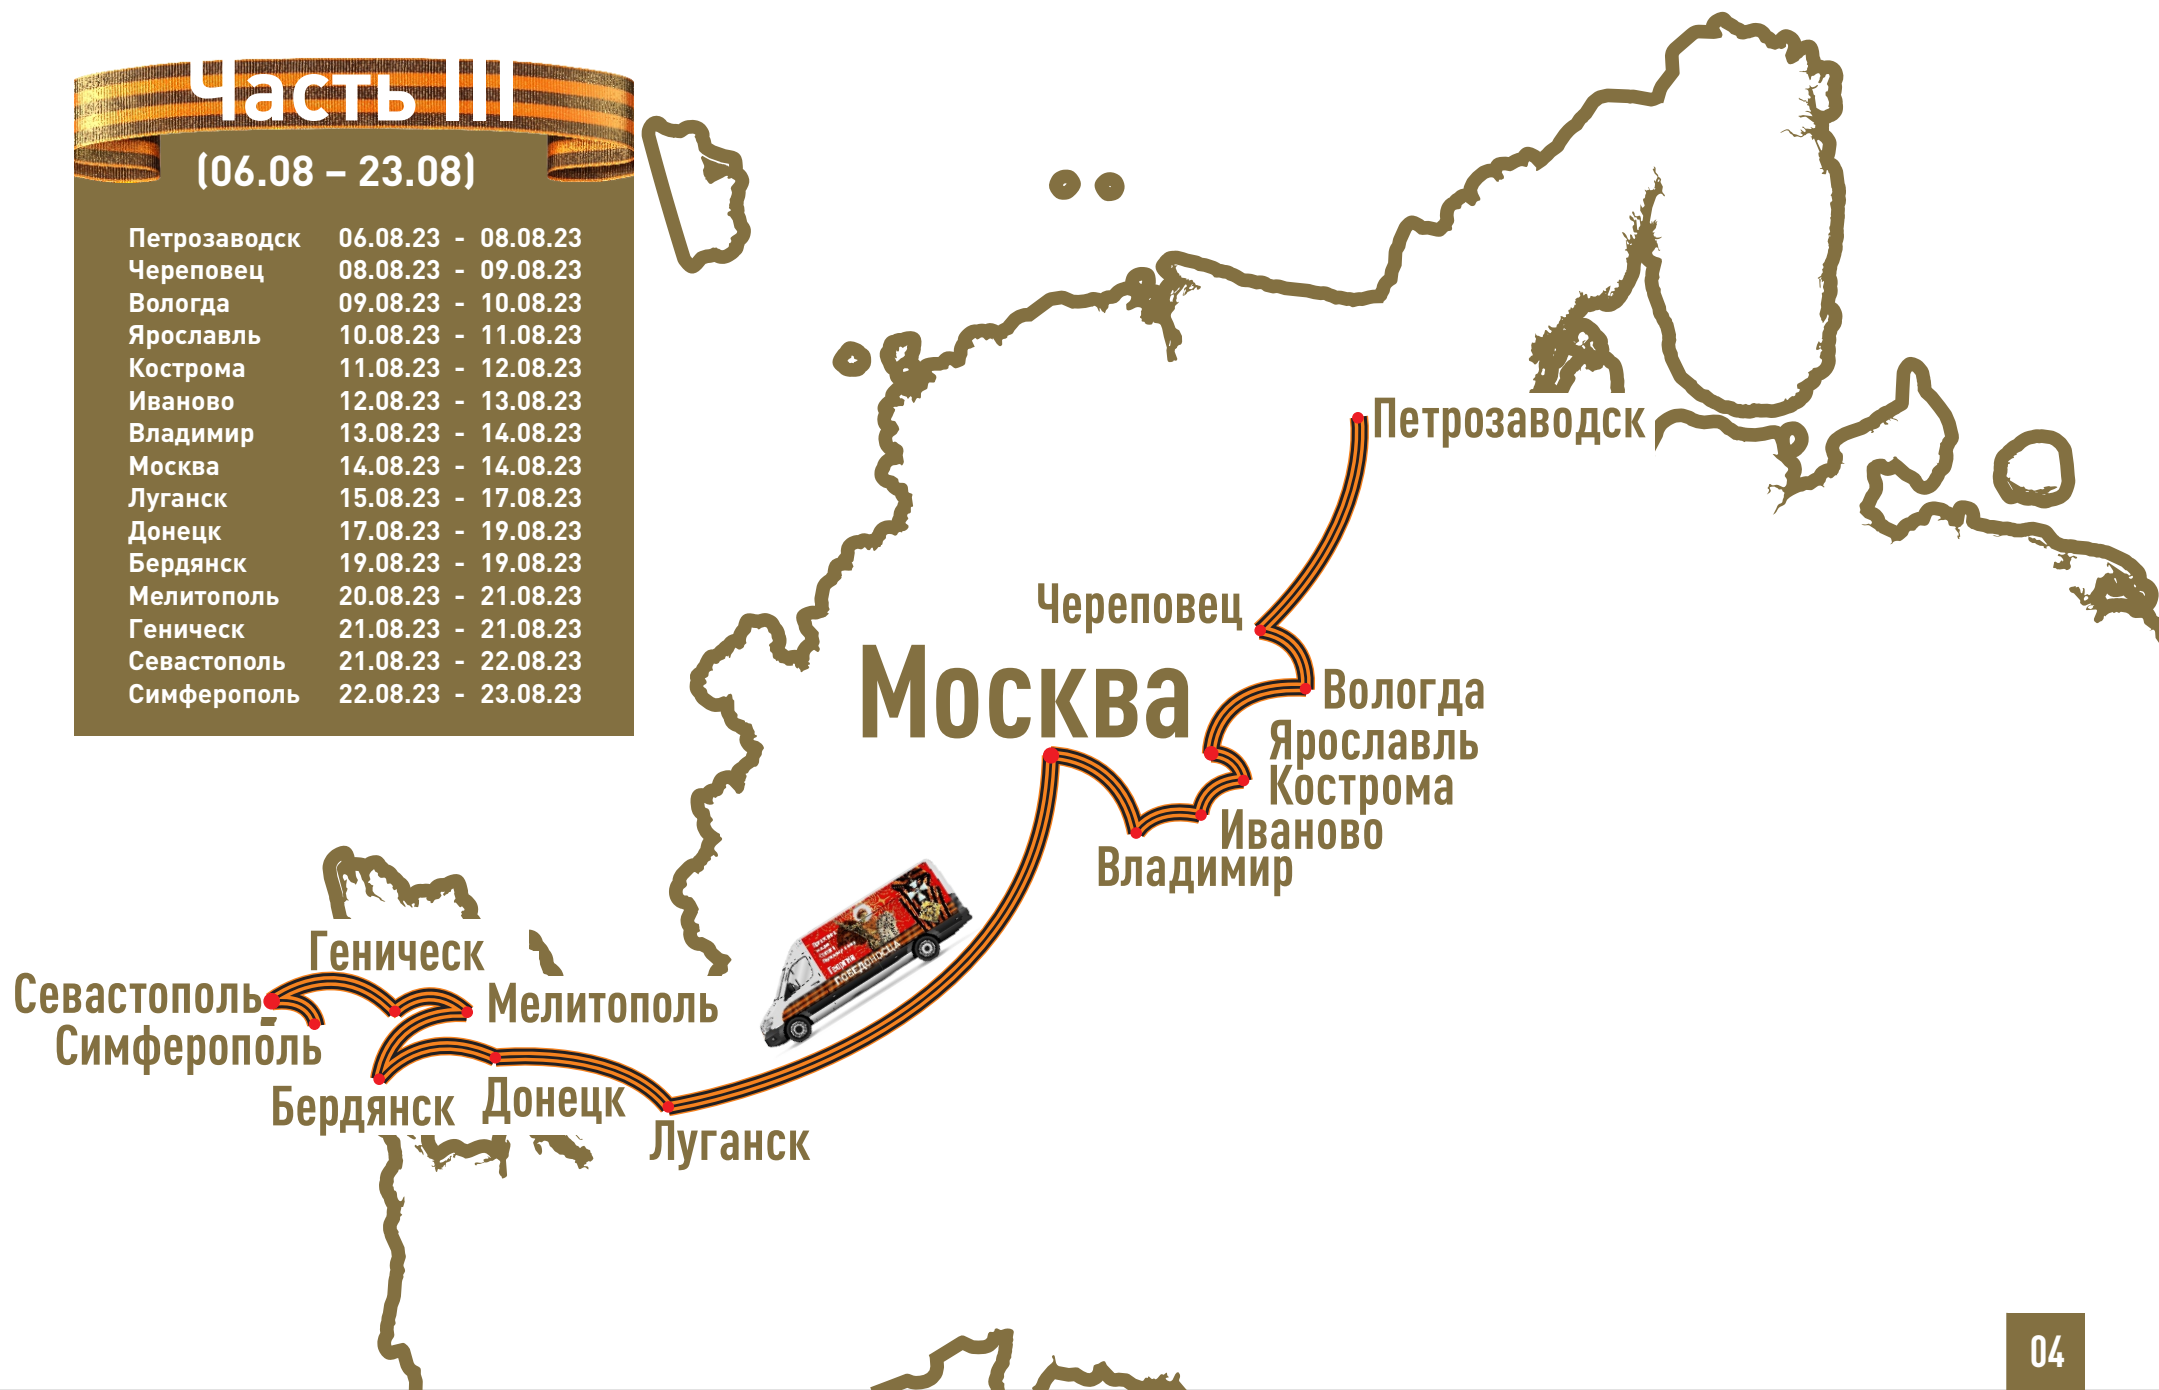 Часть III
(06.08 – 23.08)
Петрозаводск 06.08.23 - 08.08.23
Череповец 08.08.23 - 09.08.23
Вологда 09.08.23 - 10.08.23
Ярославль 10.08.23 - 11.08.23
Кострома 11.08.23 - 12.08.23
Иваново 12.08.23 - 13.08.23
Владимир 13.08.23 - 14.08.23
Москва 14.08.23 - 14.08.23
Луганск 15.08.23 - 17.08.23
Донецк 17.08.23 - 19.08.23
Бердянск 19.08.23 - 19.08.23
Мелитополь 20.08.23 - 21.08.23
Геническ 21.08.23 - 21.08.23
Севастополь 21.08.23 - 22.08.23
Симферополь 22.08.23 - 23.08.23
Петрозаводск
Череповец
Москва
Вологда
Ярославль
Кострома
Иваново
Владимир
Георгия
ПОБЕДОНОСЦА
Геническ
Севастополь
Мелитополь
Симферополь
Бердянск
Донецк
Луганск
04